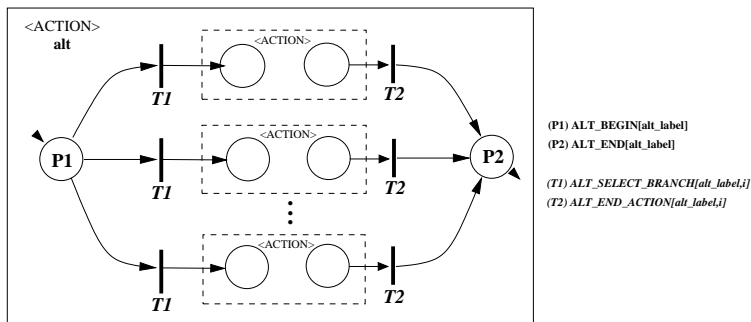 <ACTION>
alt
<ACTION>
T1
T2
P1
<ACTION>
T1
T2
P2
<ACTION>
T1
T2
(P1) ALT_BEGIN[alt_label]
(P2) ALT_END[alt_label]
(T1) ALT_SELECT_BRANCH[alt_label,i]
(T2) ALT_END_ACTION[alt_label,i]